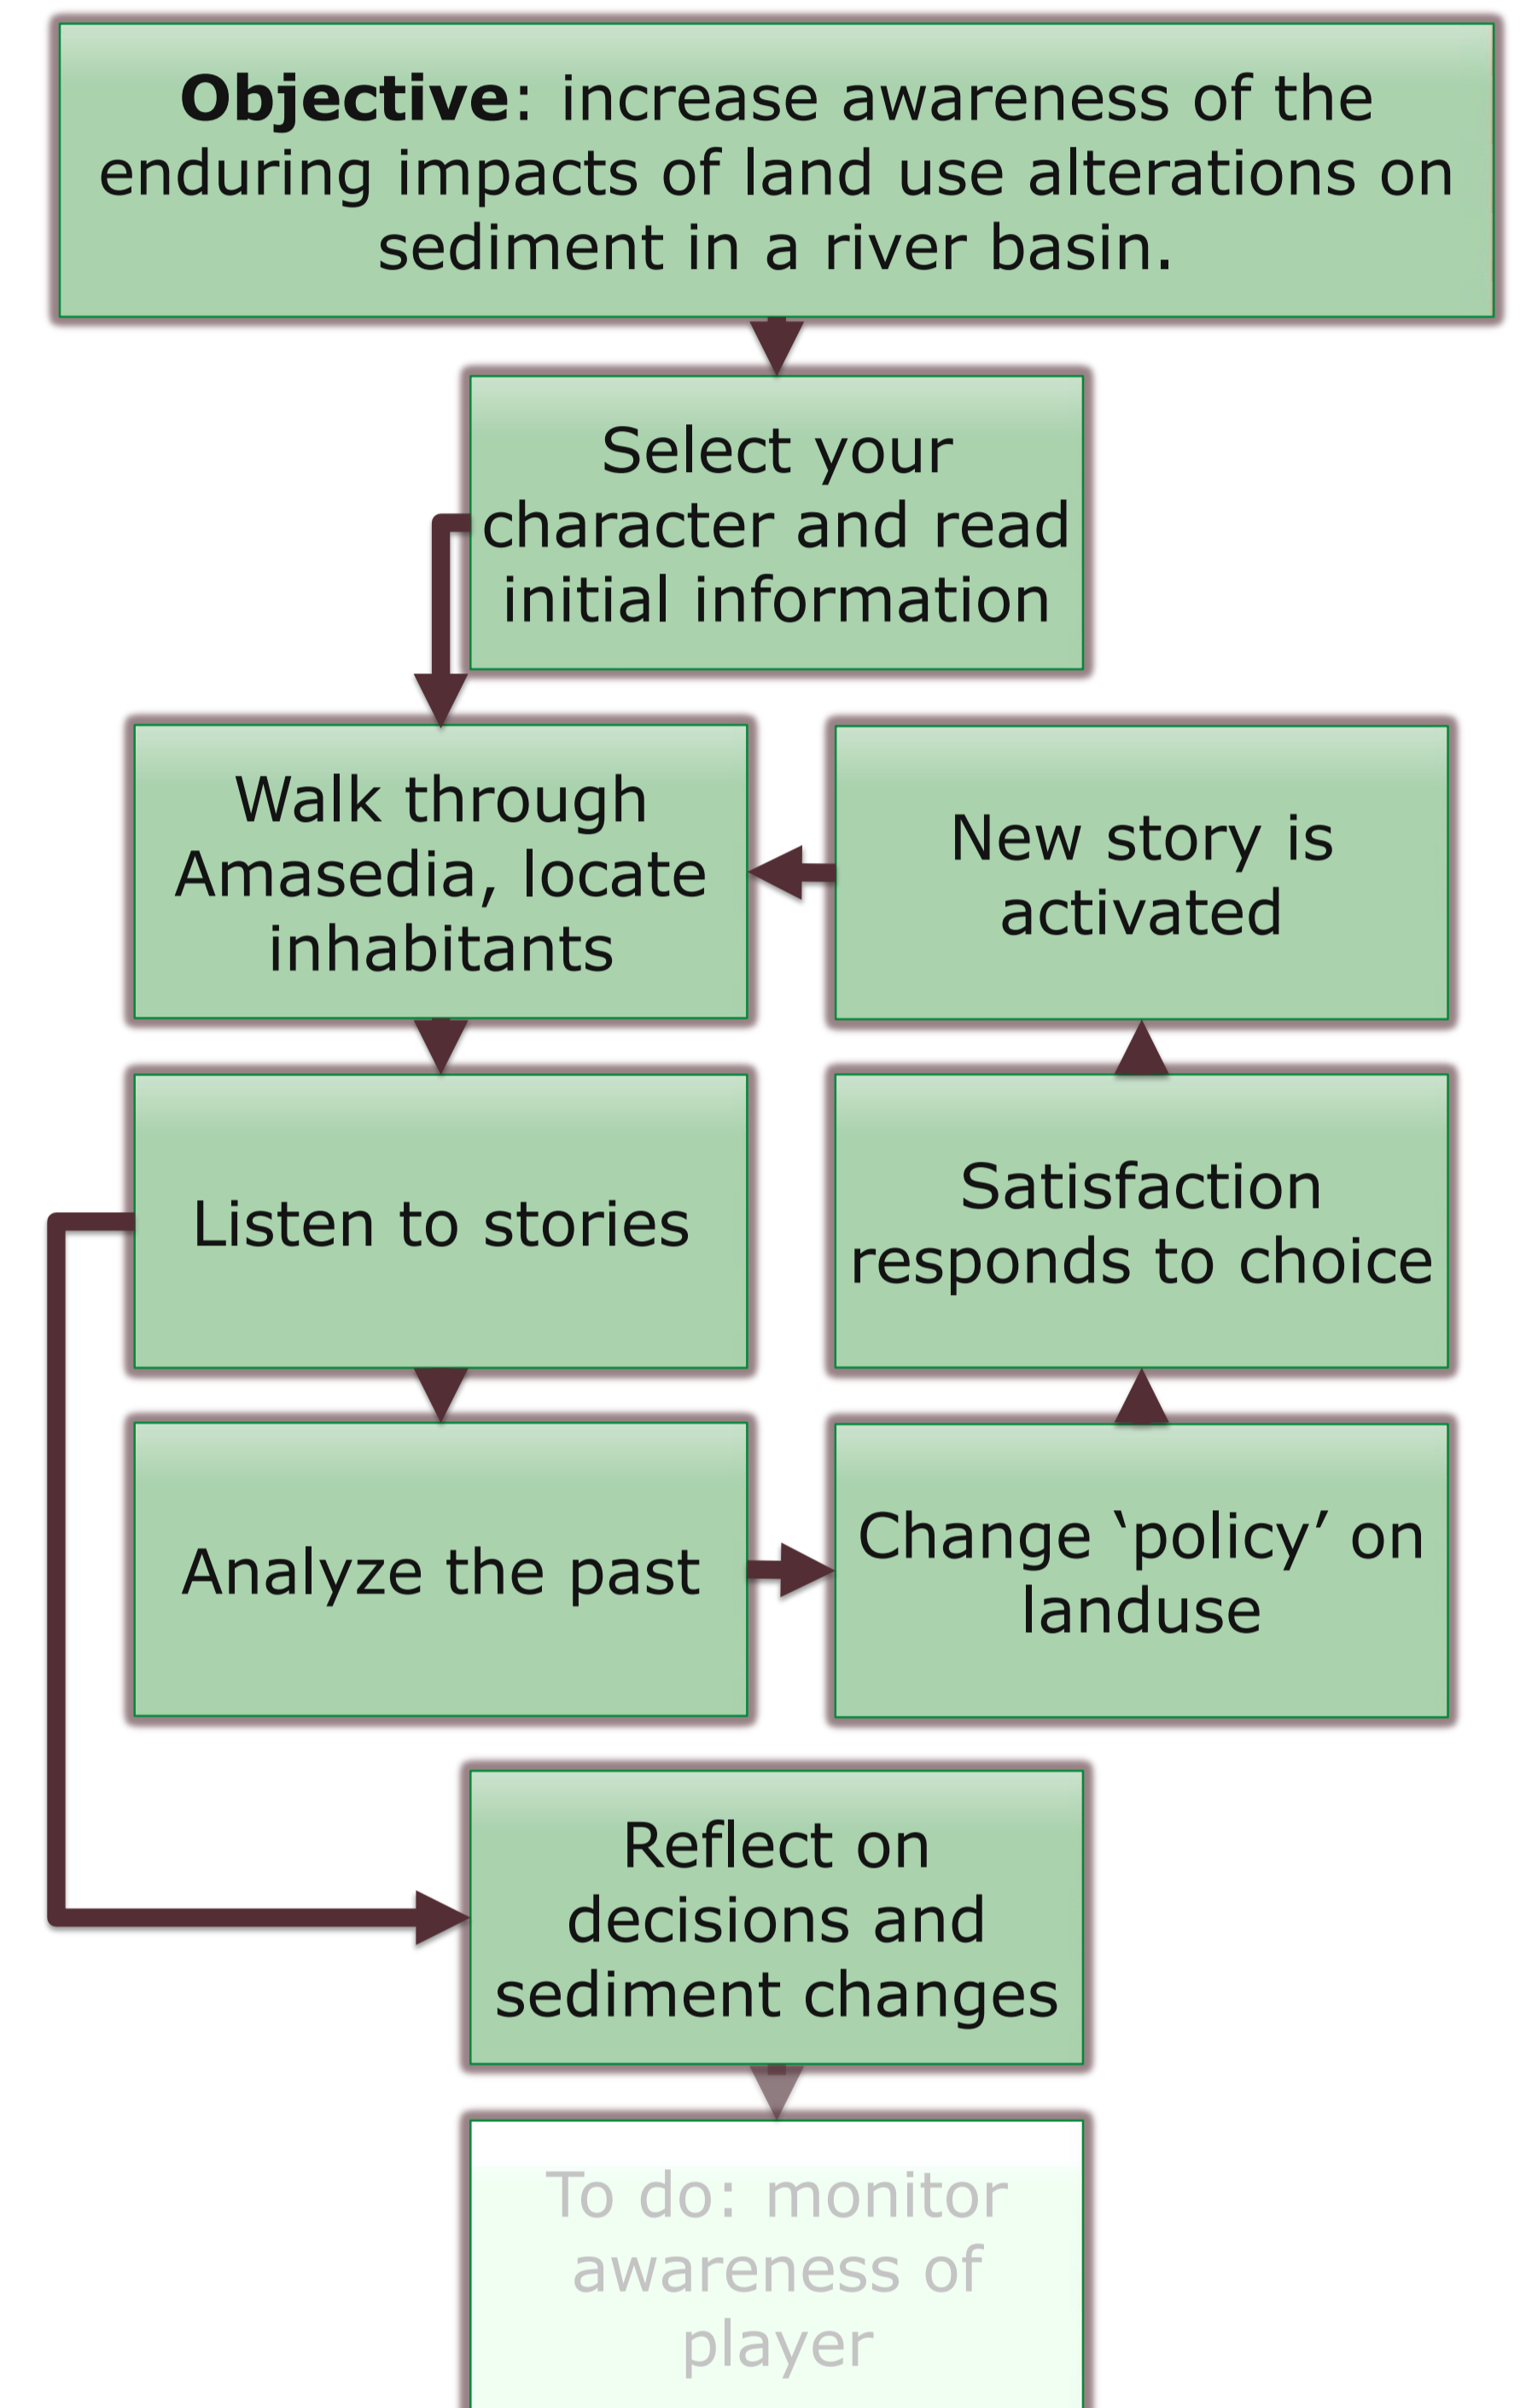 Objective: increase awareness of the
enduring impacts of land use alterations on
sediment in a river basin.
Select your
character and read
initial information
Walk through
Amasedia, locate
inhabitants
New story is
activated
Listen to stories
Satisfaction
responds to choice
Analyze the past
Change ‘policy’ on
landuse
Reflect on
decisions and
sediment changes
To do: monitor
awareness of
player